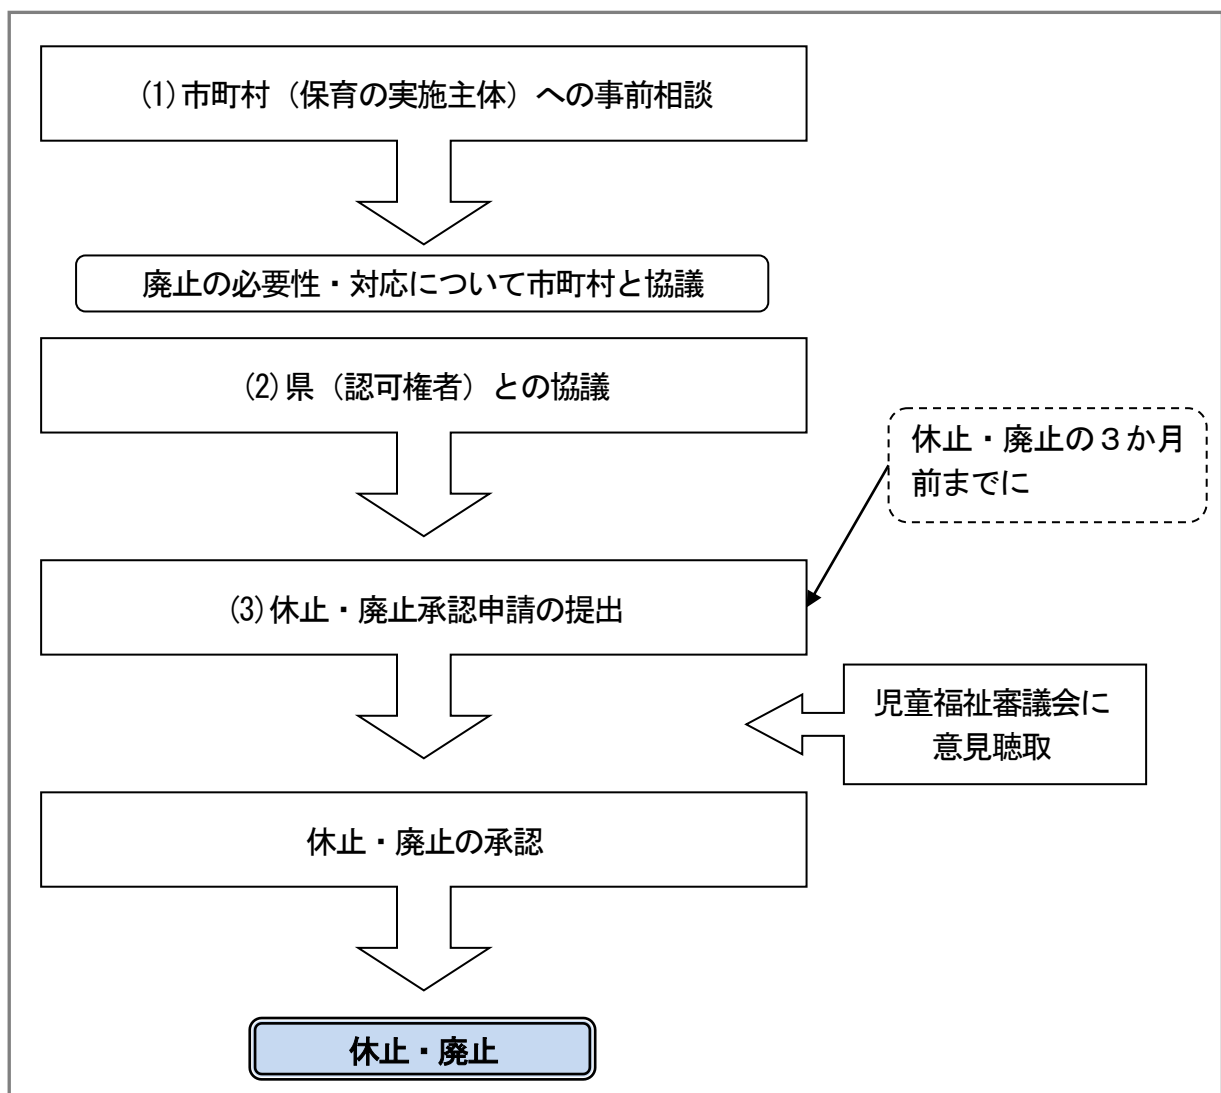 (1)市町村（保育の実施主体）への事前相談
廃止の必要性・対応について市町村と協議
(2)県（認可権者）との協議
休止・廃止の３か月
前までに
(3)休止・廃止承認申請の提出
児童福祉審議会に
意見聴取
休止・廃止の承認
休止・廃止